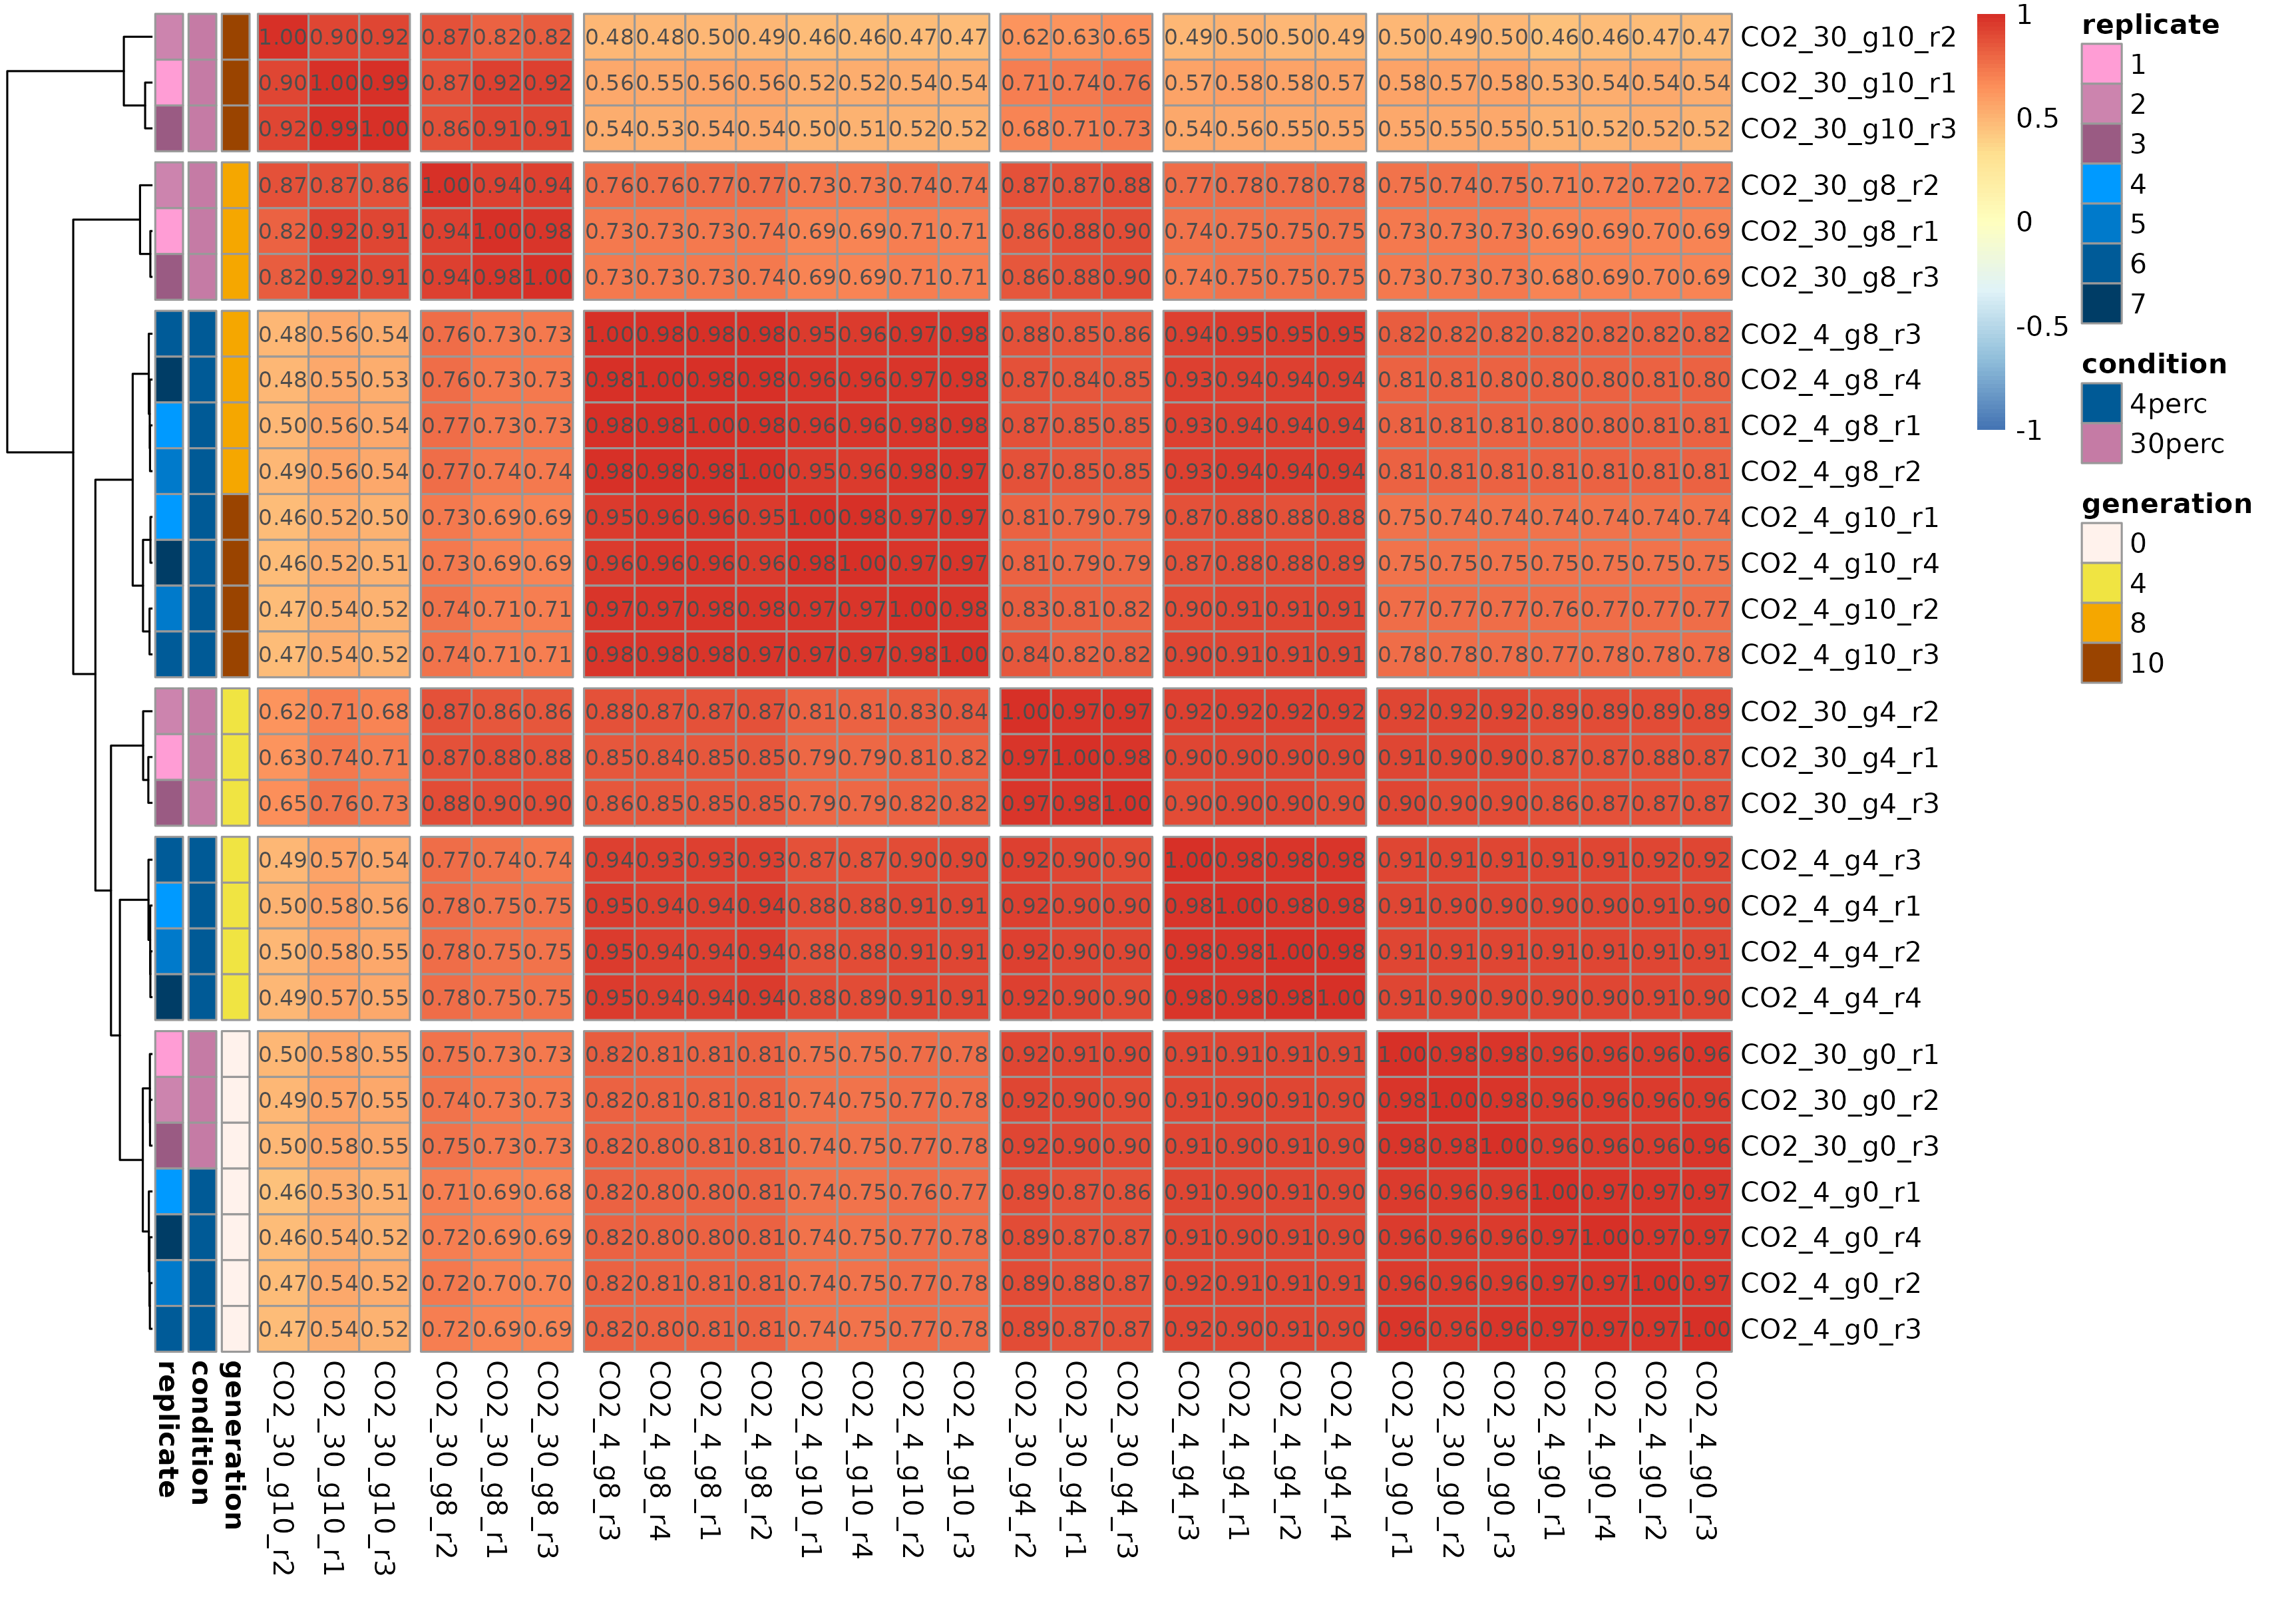 1.00 0.90 0.92 0.87 0.82 0.82 0.48 0.48 0.50 0.49 0.46 0.46 0.47 0.47 0.62 0.63 0.65 0.49 0.50 0.50 0.49 0.50 0.49 0.50 0.46 0.46 0.47 0.47 CO2_30_g10_r2
0.90 1.00 0.99 0.87 0.92 0.92 0.56 0.55 0.56 0.56 0.52 0.52 0.54 0.54 0.71 0.74 0.76 0.57 0.58 0.58 0.57 0.58 0.57 0.58 0.53 0.54 0.54 0.54 CO2_30_g10_r1
0.92 0.99 1.00 0.86 0.91 0.91 0.54 0.53 0.54 0.54 0.50 0.51 0.52 0.52 0.68 0.71 0.73 0.54 0.56 0.55 0.55 0.55 0.55 0.55 0.51 0.52 0.52 0.52 CO2_30_g10_r3
0.87 0.87 0.86 1.00 0.94 0.94 0.76 0.76 0.77 0.77 0.73 0.73 0.74 0.74 0.87 0.87 0.88 0.77 0.78 0.78 0.78 0.75 0.74 0.75 0.71 0.72 0.72 0.72 CO2_30_g8_r2
0.82 0.92 0.91 0.94 1.00 0.98 0.73 0.73 0.73 0.74 0.69 0.69 0.71 0.71 0.86 0.88 0.90 0.74 0.75 0.75 0.75 0.73 0.73 0.73 0.69 0.69 0.70 0.69 CO2_30_g8_r1
0.82 0.92 0.91 0.94 0.98 1.00 0.73 0.73 0.73 0.74 0.69 0.69 0.71 0.71 0.86 0.88 0.90 0.74 0.75 0.75 0.75 0.73 0.73 0.73 0.68 0.69 0.70 0.69 CO2_30_g8_r3
0.48 0.56 0.54 0.76 0.73 0.73 1.00 0.98 0.98 0.98 0.95 0.96 0.97 0.98 0.88 0.85 0.86 0.94 0.95 0.95 0.95 0.82 0.82 0.82 0.82 0.82 0.82 0.82 CO2_4_g8_r3
0.48 0.55 0.53 0.76 0.73 0.73 0.98 1.00 0.98 0.98 0.96 0.96 0.97 0.98 0.87 0.84 0.85 0.93 0.94 0.94 0.94 0.81 0.81 0.80 0.80 0.80 0.81 0.80 CO2_4_g8_r4
0.50 0.56 0.54 0.77 0.73 0.73 0.98 0.98 1.00 0.98 0.96 0.96 0.98 0.98 0.87 0.85 0.85 0.93 0.94 0.94 0.94 0.81 0.81 0.81 0.80 0.80 0.81 0.81 CO2_4_g8_r1
0.49 0.56 0.54 0.77 0.74 0.74 0.98 0.98 0.98 1.00 0.95 0.96 0.98 0.97 0.87 0.85 0.85 0.93 0.94 0.94 0.94 0.81 0.81 0.81 0.81 0.81 0.81 0.81 CO2_4_g8_r2
0.46 0.52 0.50 0.73 0.69 0.69 0.95 0.96 0.96 0.95 1.00 0.98 0.97 0.97 0.81 0.79 0.79 0.87 0.88 0.88 0.88 0.75 0.74 0.74 0.74 0.74 0.74 0.74 CO2_4_g10_r1
0.46 0.52 0.51 0.73 0.69 0.69 0.96 0.96 0.96 0.96 0.98 1.00 0.97 0.97 0.81 0.79 0.79 0.87 0.88 0.88 0.89 0.75 0.75 0.75 0.75 0.75 0.75 0.75 CO2_4_g10_r4
0.47 0.54 0.52 0.74 0.71 0.71 0.97 0.97 0.98 0.98 0.97 0.97 1.00 0.98 0.83 0.81 0.82 0.90 0.91 0.91 0.91 0.77 0.77 0.77 0.76 0.77 0.77 0.77 CO2_4_g10_r2
0.47 0.54 0.52 0.74 0.71 0.71 0.98 0.98 0.98 0.97 0.97 0.97 0.98 1.00 0.84 0.82 0.82 0.90 0.91 0.91 0.91 0.78 0.78 0.78 0.77 0.78 0.78 0.78 CO2_4_g10_r3
0.62 0.71 0.68 0.87 0.86 0.86 0.88 0.87 0.87 0.87 0.81 0.81 0.83 0.84 1.00 0.97 0.97 0.92 0.92 0.92 0.92 0.92 0.92 0.92 0.89 0.89 0.89 0.89 CO2_30_g4_r2
0.63 0.74 0.71 0.87 0.88 0.88 0.85 0.84 0.85 0.85 0.79 0.79 0.81 0.82 0.97 1.00 0.98 0.90 0.90 0.90 0.90 0.91 0.90 0.90 0.87 0.87 0.88 0.87 CO2_30_g4_r1
0.65 0.76 0.73 0.88 0.90 0.90 0.86 0.85 0.85 0.85 0.79 0.79 0.82 0.82 0.97 0.98 1.00 0.90 0.90 0.90 0.90 0.90 0.90 0.90 0.86 0.87 0.87 0.87 CO2_30_g4_r3
0.49 0.57 0.54 0.77 0.74 0.74 0.94 0.93 0.93 0.93 0.87 0.87 0.90 0.90 0.92 0.90 0.90 1.00 0.98 0.98 0.98 0.91 0.91 0.91 0.91 0.91 0.92 0.92 CO2_4_g4_r3
0.50 0.58 0.56 0.78 0.75 0.75 0.95 0.94 0.94 0.94 0.88 0.88 0.91 0.91 0.92 0.90 0.90 0.98 1.00 0.98 0.98 0.91 0.90 0.90 0.90 0.90 0.91 0.90 CO2_4_g4_r1
0.50 0.58 0.55 0.78 0.75 0.75 0.95 0.94 0.94 0.94 0.88 0.88 0.91 0.91 0.92 0.90 0.90 0.98 0.98 1.00 0.98 0.91 0.91 0.91 0.91 0.91 0.91 0.91 CO2_4_g4_r2
0.49 0.57 0.55 0.78 0.75 0.75 0.95 0.94 0.94 0.94 0.88 0.89 0.91 0.91 0.92 0.90 0.90 0.98 0.98 0.98 1.00 0.91 0.90 0.90 0.90 0.90 0.91 0.90 CO2_4_g4_r4
0.50 0.58 0.55 0.75 0.73 0.73 0.82 0.81 0.81 0.81 0.75 0.75 0.77 0.78 0.92 0.91 0.90 0.91 0.91 0.91 0.91 1.00 0.98 0.98 0.96 0.96 0.96 0.96 CO2_30_g0_r1
0.49 0.57 0.55 0.74 0.73 0.73 0.82 0.81 0.81 0.81 0.74 0.75 0.77 0.78 0.92 0.90 0.90 0.91 0.90 0.91 0.90 0.98 1.00 0.98 0.96 0.96 0.96 0.96 CO2_30_g0_r2
0.50 0.58 0.55 0.75 0.73 0.73 0.82 0.80 0.81 0.81 0.74 0.75 0.77 0.78 0.92 0.90 0.90 0.91 0.90 0.91 0.90 0.98 0.98 1.00 0.96 0.96 0.96 0.96 CO2_30_g0_r3
0.46 0.53 0.51 0.71 0.69 0.68 0.82 0.80 0.80 0.81 0.74 0.75 0.76 0.77 0.89 0.87 0.86 0.91 0.90 0.91 0.90 0.96 0.96 0.96 1.00 0.97 0.97 0.97 CO2_4_g0_r1
0.46 0.54 0.52 0.72 0.69 0.69 0.82 0.80 0.80 0.81 0.74 0.75 0.77 0.78 0.89 0.87 0.87 0.91 0.90 0.91 0.90 0.96 0.96 0.96 0.97 1.00 0.97 0.97 CO2_4_g0_r4
0.47 0.54 0.52 0.72 0.70 0.70 0.82 0.81 0.81 0.81 0.74 0.75 0.77 0.78 0.89 0.88 0.87 0.92 0.91 0.91 0.91 0.96 0.96 0.96 0.97 0.97 1.00 0.97 CO2_4_g0_r2
0.47 0.54 0.52 0.72 0.69 0.69 0.82 0.80 0.81 0.81 0.74 0.75 0.77 0.78 0.89 0.87 0.87 0.92 0.90 0.91 0.90 0.96 0.96 0.96 0.97 0.97 0.97 1.00 CO2_4_g0_r3
replicate
condition
generation
CO2_30_g10_r2
CO2_30_g10_r1
CO2_30_g10_r3
CO2_30_g8_r2
CO2_30_g8_r1
CO2_30_g8_r3
CO2_4_g8_r3
CO2_4_g8_r4
CO2_4_g8_r1
CO2_4_g8_r2
CO2_4_g10_r1
CO2_4_g10_r4
CO2_4_g10_r2
CO2_4_g10_r3
CO2_30_g4_r2
CO2_30_g4_r1
CO2_30_g4_r3
CO2_4_g4_r3
CO2_4_g4_r1
CO2_4_g4_r2
CO2_4_g4_r4
CO2_30_g0_r1
CO2_30_g0_r2
CO2_30_g0_r3
CO2_4_g0_r1
CO2_4_g0_r4
CO2_4_g0_r2
CO2_4_g0_r3
1
0.5
0
-0.5
-1
replicate
1
2
3
4
5
6
7
condition
4perc
30perc
generation
0
4
8
10